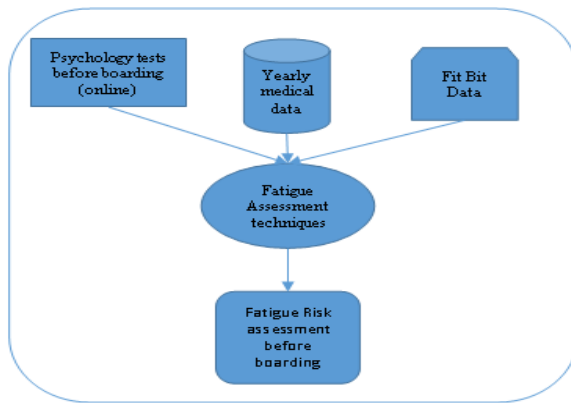 Psychology tests
before boarding
(online)
Yearly
medical
data
Fit Bit
Data
Fatigue
Assessment
techniques
Fatigue Risk
assessment
before
boarding